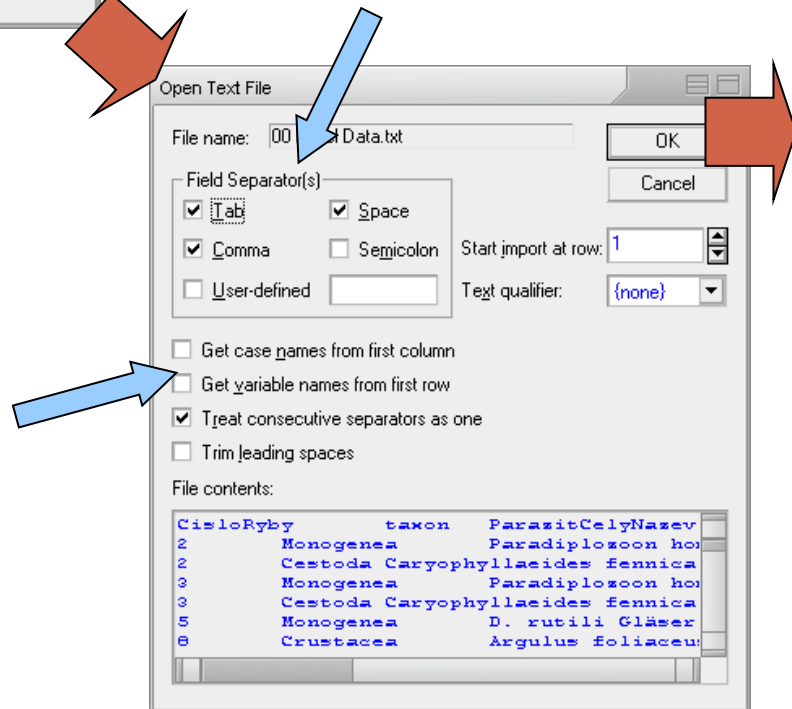 Open Text File
File name: 00 Data.txt
OK
Cancel
Field Separator(s)
Tab Space
Comma Semicolon
User-defined
Start import at row: 1
Text qualifier: {none}
Get case names from first column
Get variable names from first row
Treat consecutive separators as one
Trim leading spaces
File contents:
CisloRyby taxon ParazitCelyNazev
2 Monogenea Paradiplozoon
2 Cestoda Caryophyllaeides fennica
3 Monogenea Paradiplozoon
3 Cestoda Caryophyllaeides fennica
5 Monogenea D. rutili Gläser
8 Crustacea Argulus